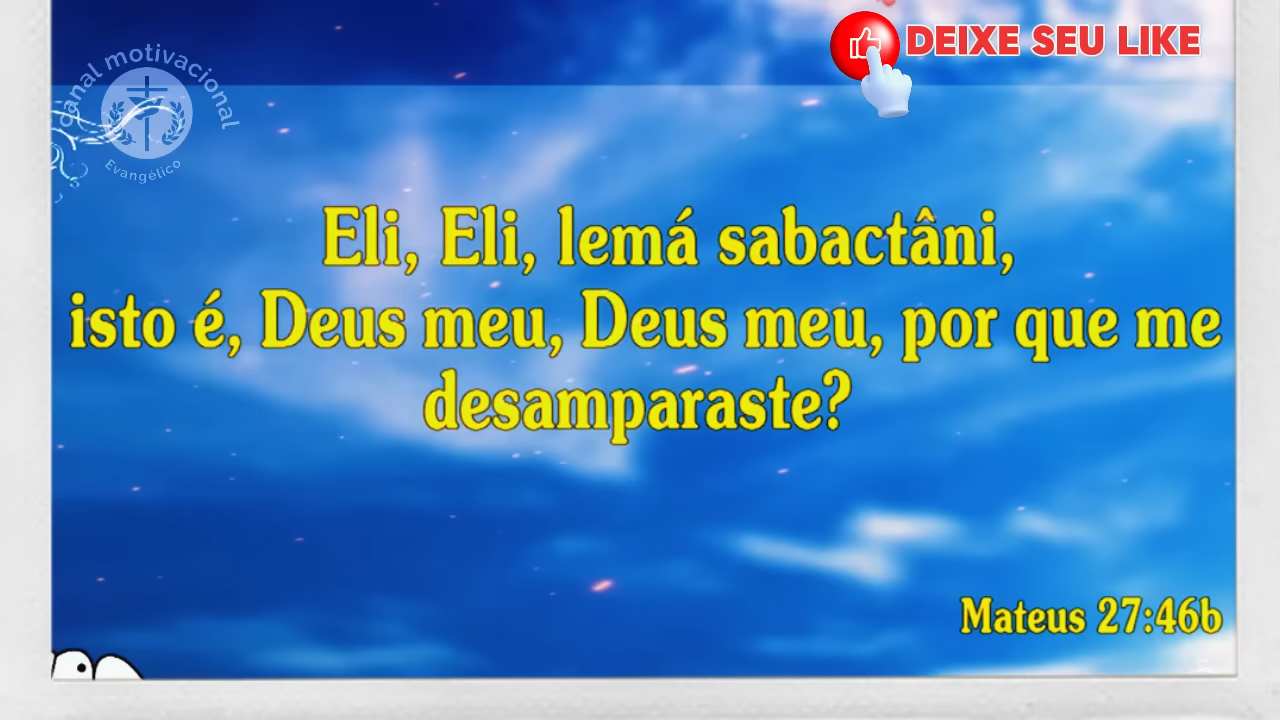 DEIXE SEU LIKE
canal motivacional
Evangélico
Eli, Eli, lemá sabactâni,
isto é, Deus meu, Deus meu, por que me
desamparaste?
Mateus 27:46b